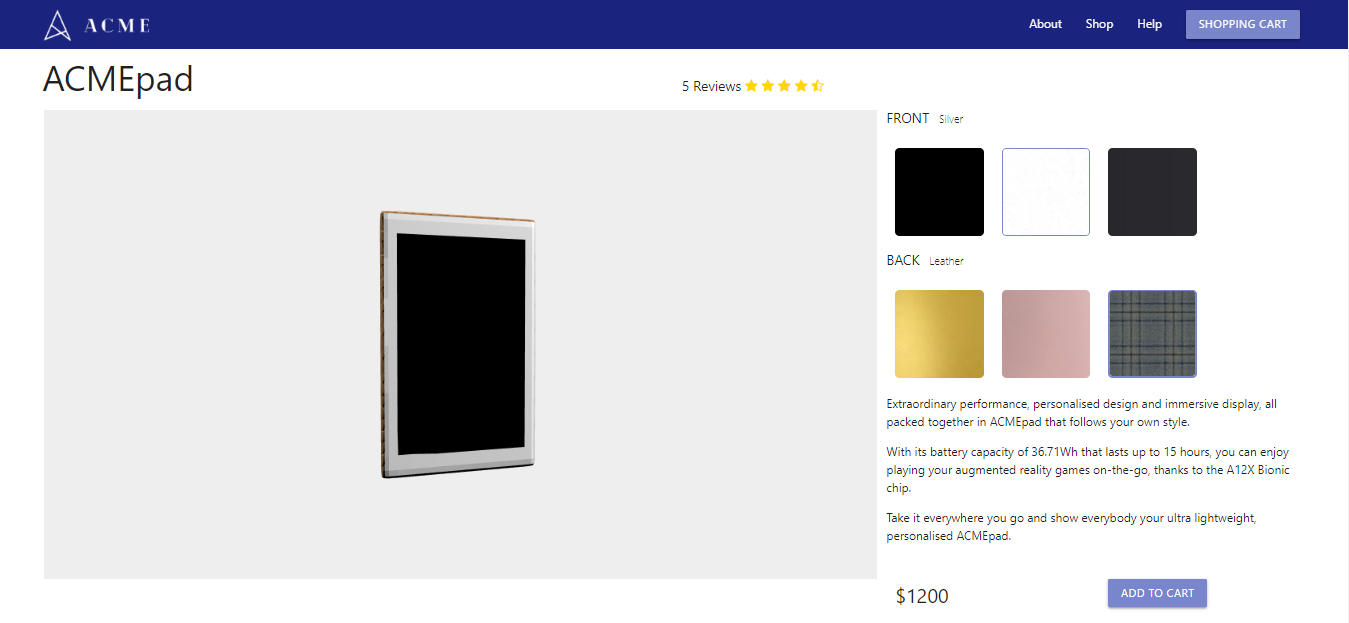 ACME
About Shop Help SHOPPING CART
ACMEpad
5 Reviews
FRONT Silver
BACK Leather
Extraordinary performance, personalised design and immersive display, all
packed together in ACMEpad that follows your own style.
With its battery capacity of 36.71Wh that lasts up to 15 hours, you can enjoy
playing your augmented reality games on-the-go, thanks to the A12X Bionic
chip.
Take it everywhere you go and show everybody your ultra lightweight,
personalised ACMEpad.
$1200
ADD TO CART